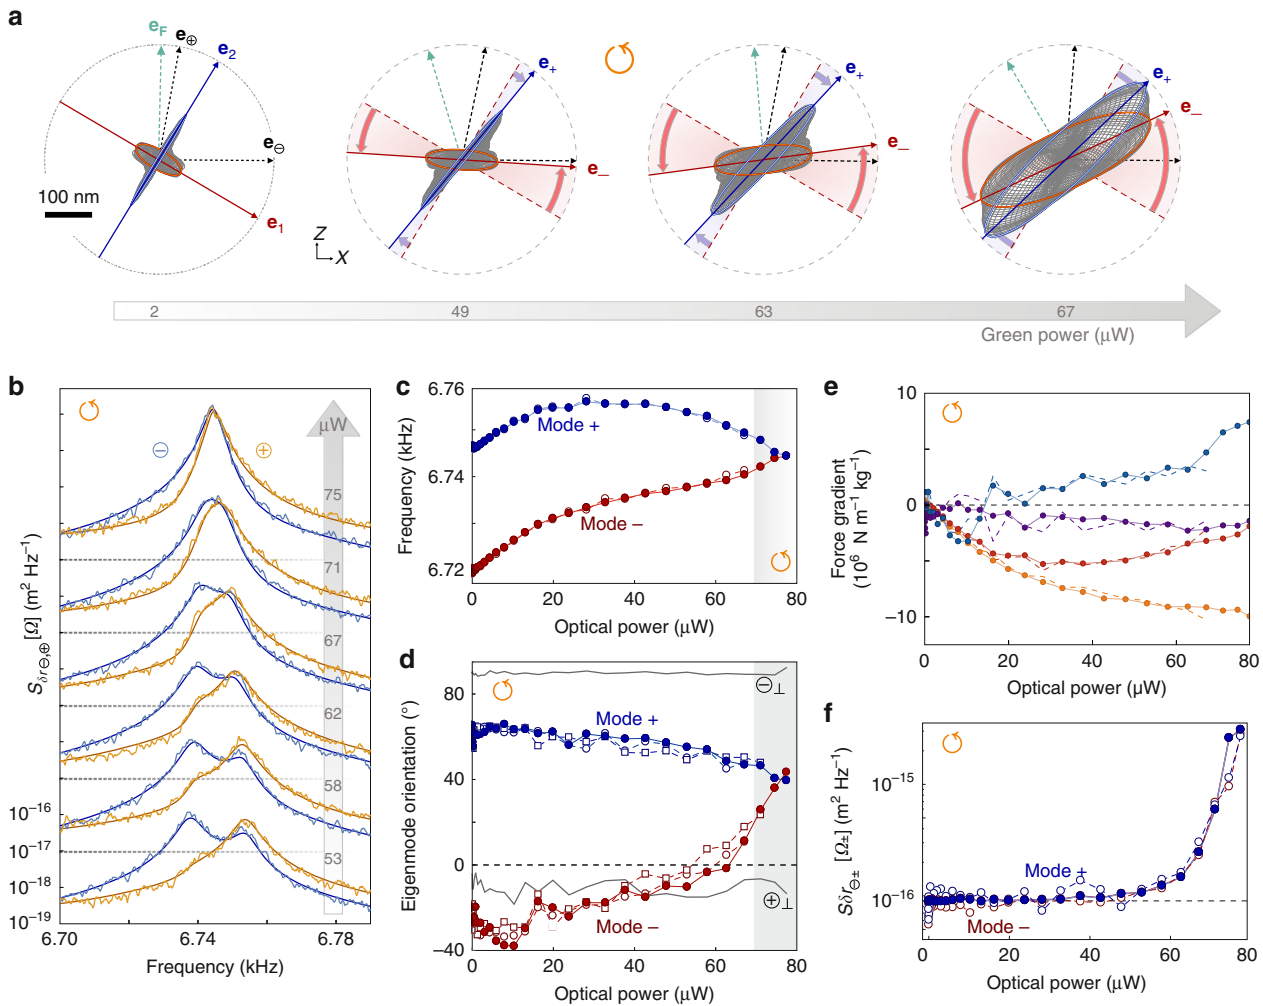 a
e_F
e_⊕
e_2
e_⊖
e_1
100 nm
Z
X
e_+
e_−
e_+
e_−
e_+
e_−
2
49
63
67
Green power (μW)
b
μW
⊖
⊕
75
71
67
62
58
53
S_δr⊖,⊕ [Ω] (m² Hz⁻¹)
10⁻¹⁶
10⁻¹⁷
10⁻¹⁸
10⁻¹⁹
6.70
6.74
6.78
Frequency (kHz)
c
6.76
6.74
6.72
Frequency (kHz)
Mode +
Mode −
0
20
40
60
80
Optical power (μW)
d
80
40
0
−40
Eigenmode orientation (°)
⊖⊥
Mode +
⊕⊥
Mode −
0
20
40
60
80
Optical power (μW)
e
10
5
0
−5
−10
Force gradient
(10⁶ N m⁻¹ kg⁻¹)
0
20
40
60
80
Optical power (μW)
f
10⁻¹⁵
10⁻¹⁶
Sδr_⊖± [Ω±] (m² Hz⁻¹)
Mode +
Mode −
0
20
40
60
80
Optical power (μW)